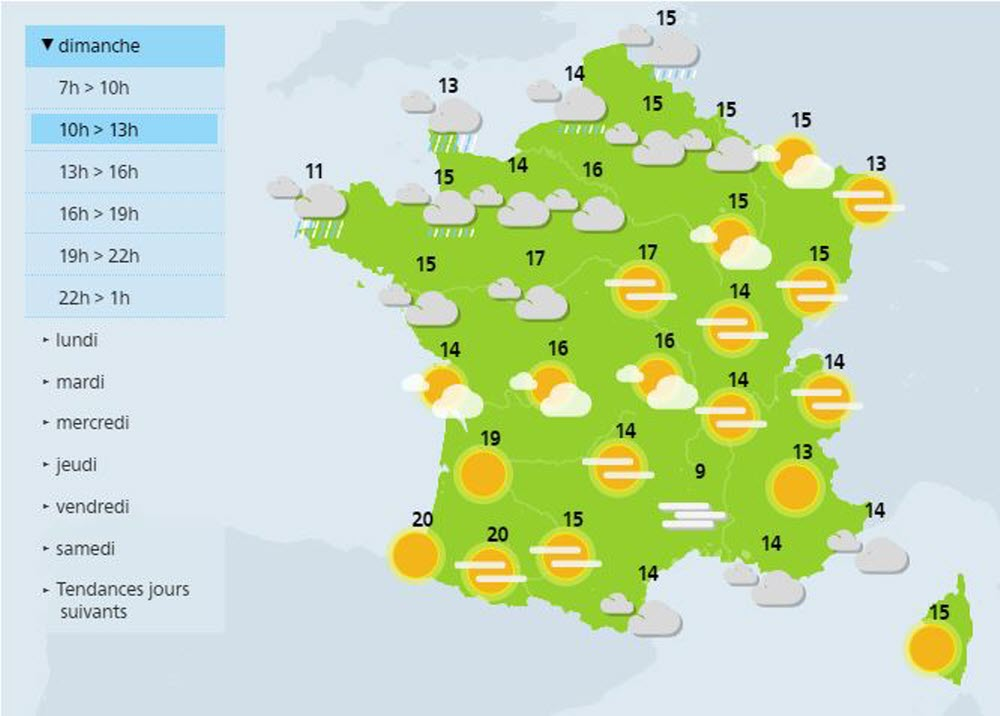 ▼ dimanche
7h > 10h
10h > 13h
13h > 16h
16h > 19h
19h > 22h
22h > 1h
‣ lundi
‣ mardi
‣ mercredi
‣ jeudi
‣ vendredi
‣ samedi
‣ Tendances jours
suivants
15
14
13
15
15
15
13
11
15
14
16
15
15
17
17
15
14
14
16
16
14
14
19
14
9
13
20
20
15
14
14
14
15